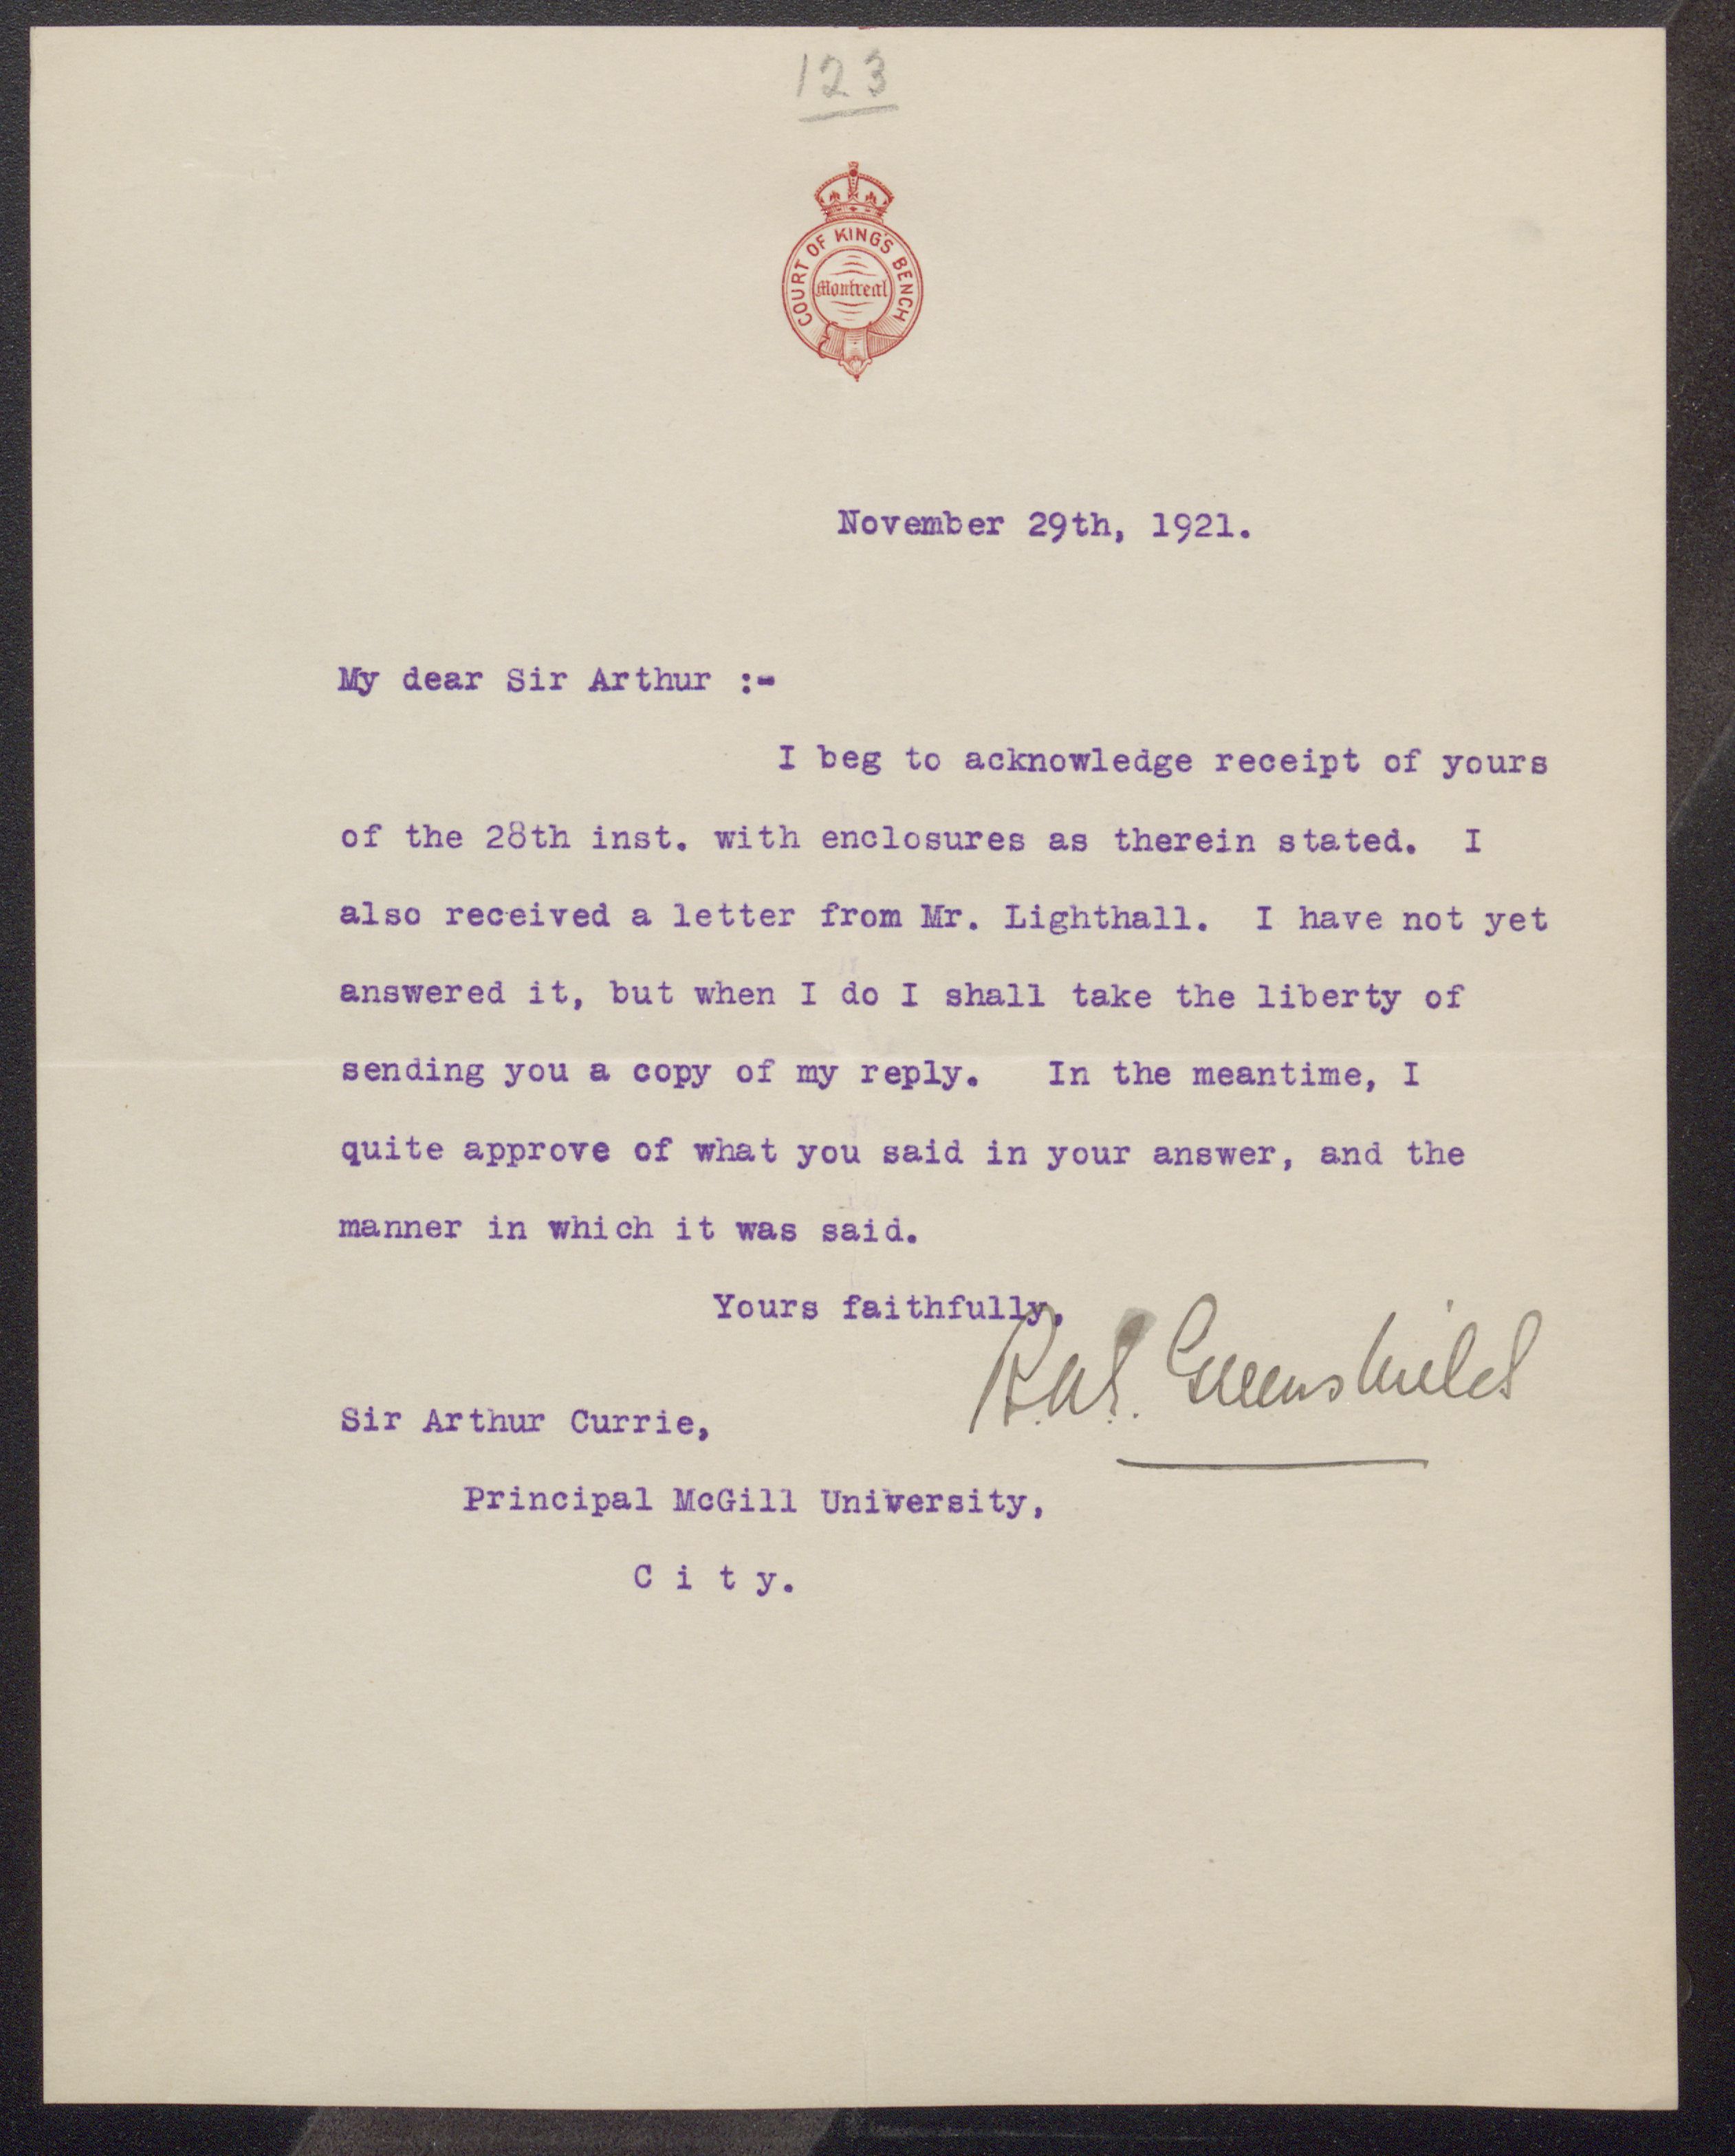 123
COURT OF KING'S BENCH
Montreal
November 29th, 1921.
My dear Sir Arthur :-
I beg to acknowledge receipt of yours
of the 28th inst. with enclosures as therein stated. I
also received a letter from Mr. Lighthall. I have not yet
answered it, but when I do I shall take the liberty of
sending you a copy of my reply. In the meantime, I
quite approve of what you said in your answer, and the
manner in which it was said.
Yours faithfully,
Greenshields
Sir Arthur Currie,
Principal McGill University,
C i t y.